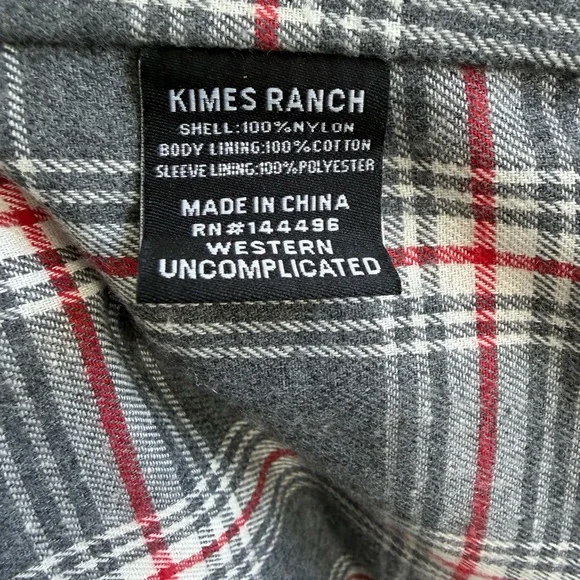 KIMES RANCH
SHELL:100%NYLON
BODY LINING:100%COTTON
SLEEVE LINING:100%POLYESTER
MADE IN CHINA
RN#144496
WESTERN
UNCOMPLICATED